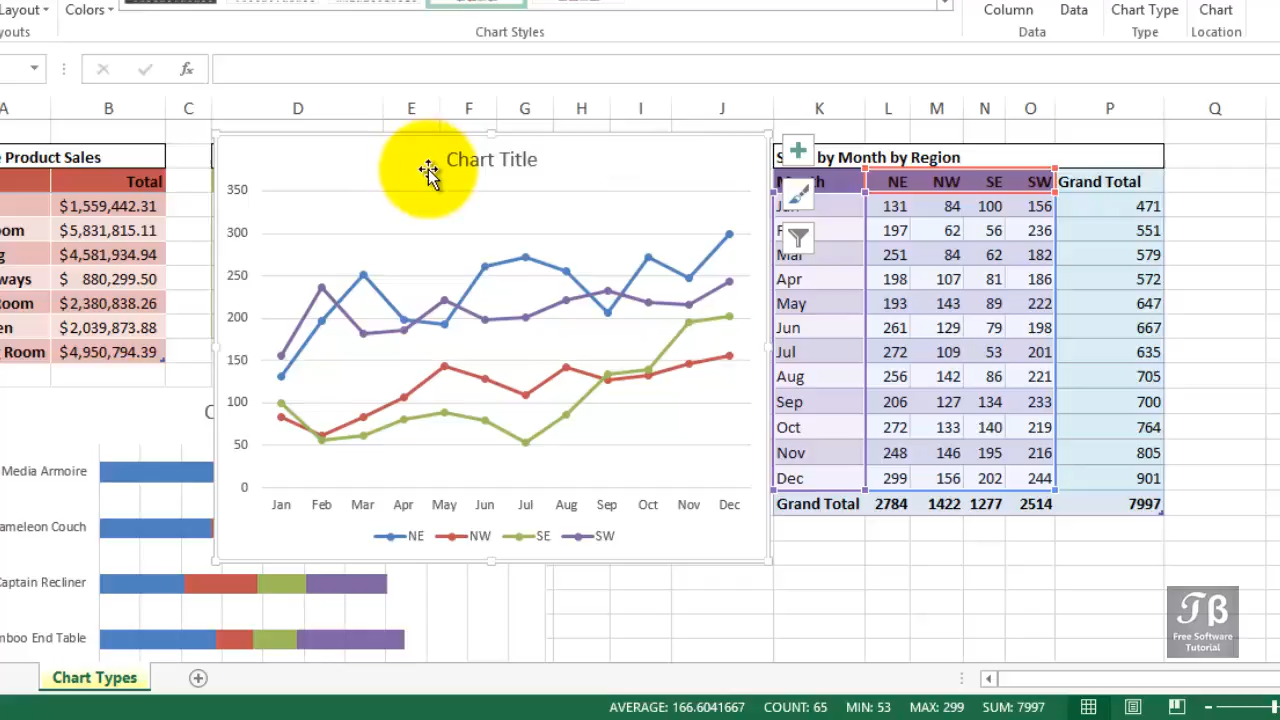 Layout Colors Column Data Chart Type Chart
youts Chart Styles Data Type Location
fx
A B C D E F G H I J K L M N O P Q
e Product Sales
Total
$1,559,442.31
om $5,831,815.11
g $4,581,934.94
ways $ 880,299.50
Room $2,380,838.26
en $2,039,873.88
g Room $4,950,794.39
Chart Title
350
300
250
200
150
100
50
0
Jan Feb Mar Apr May Jun Jul Aug Sep Oct Nov Dec
NE NW SE SW
by Month by Region
Month NE NW SE SW Grand Total
Jan 131 84 100 156 471
197 62 56 236 551
Mar 251 84 62 182 579
Apr 198 107 81 186 572
May 193 143 89 222 647
Jun 261 129 79 198 667
Jul 272 109 53 201 635
Aug 256 142 86 221 705
Sep 206 127 134 233 700
Oct 272 133 140 219 764
Nov 248 146 195 216 805
Dec 299 156 202 244 901
Grand Total 2784 1422 1277 2514 7997
Media Armoire
ameleon Couch
Captain Recliner
mboo End Table
TB
Free Software
Tutorial
Chart Types
AVERAGE: 166.6041667 COUNT: 65 MIN: 53 MAX: 299 SUM: 7997